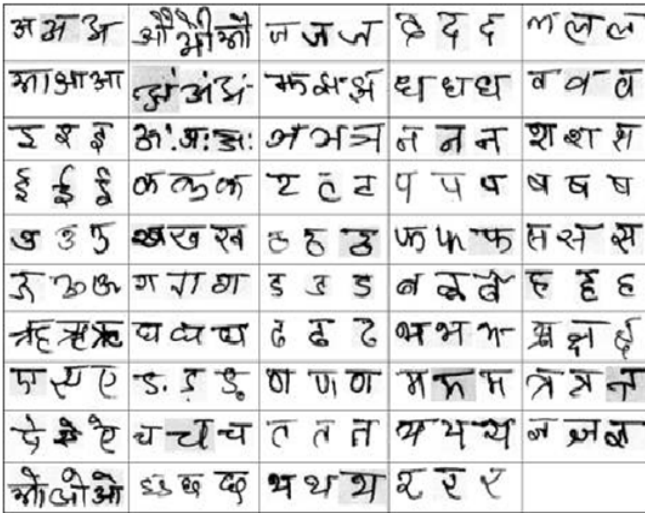 अ अ अ औ औ औ ज ज ज द द द ल ल ल
आ आ आ अं अं अं झ झ झ ध ध ध व व व
इ इ इ अः अः अः ञ ञ ञ न न न श श श
ई ई ई क क क ट ट ट प प प ष ष ष
उ उ उ ख ख ख ठ ठ ठ फ फ फ स स स
ऊ ऊ ऊ ग ग ग ड ड ड ब ब ब ह ह ह
ऋ ऋ ऋ घ घ घ ढ ढ ढ भ भ भ क्ष क्ष क्ष
ए ए ए ङ ङ ङ ण ण ण म म म त्र त्र त्र
ऐ ऐ ऐ च च च त त त य य य ज्ञ ज्ञ ज्ञ
ओ ओ ओ छ छ छ थ थ थ र र र